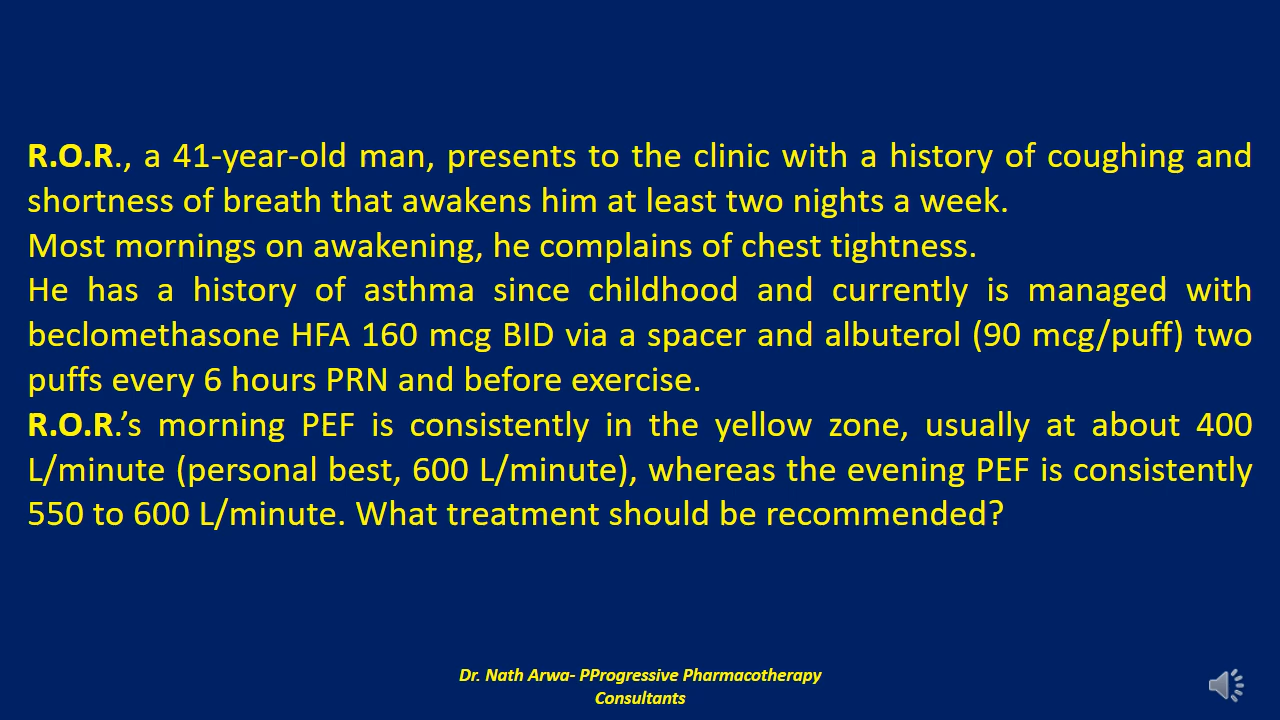 R.O.R., a 41-year-old man, presents to the clinic with a history of coughing and
shortness of breath that awakens him at least two nights a week.
Most mornings on awakening, he complains of chest tightness.
He has a history of asthma since childhood and currently is managed with
beclomethasone HFA 160 mcg BID via a spacer and albuterol (90 mcg/puff) two
puffs every 6 hours PRN and before exercise.
R.O.R.’s morning PEF is consistently in the yellow zone, usually at about 400
L/minute (personal best, 600 L/minute), whereas the evening PEF is consistently
550 to 600 L/minute. What treatment should be recommended?
Dr. Nath Arwa- PProgressive Pharmacotherapy
Consultants